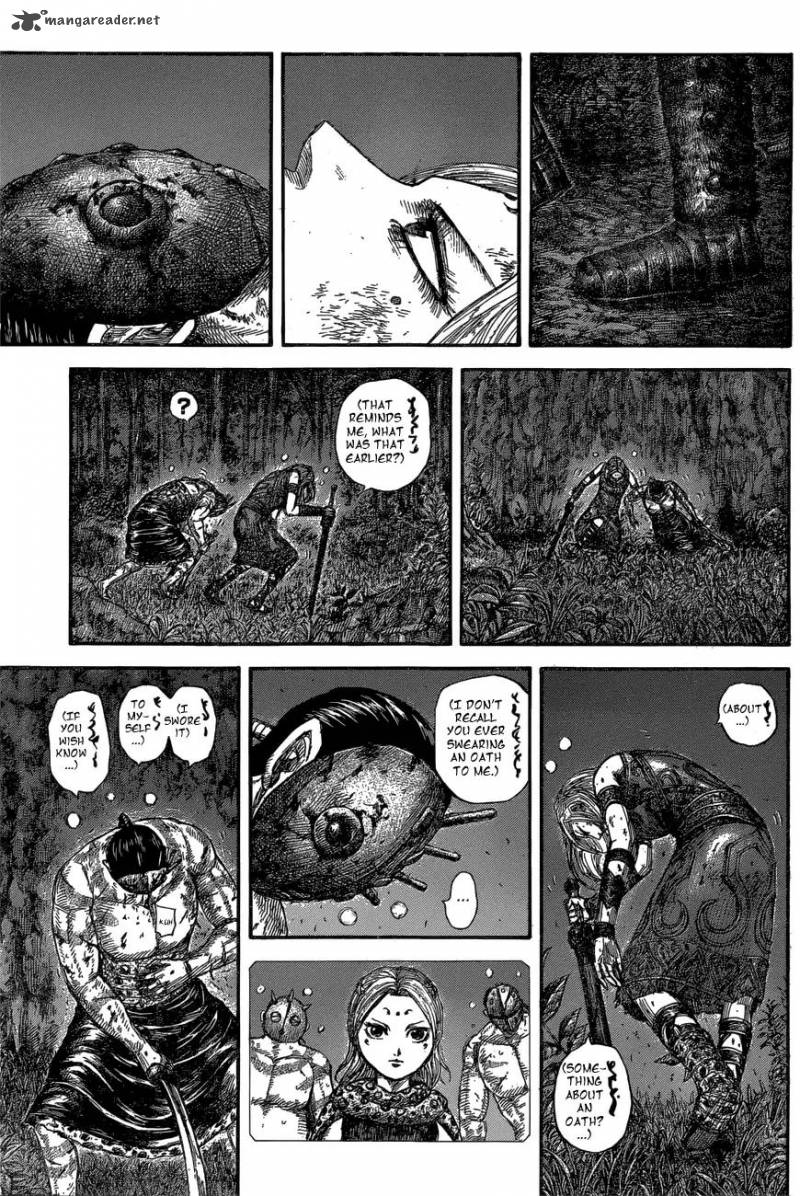 mangareader.net
(THAT
REMINDS
ME, WHAT
WAS THAT
EARLIER?)
?
(ABOUT
...)
(SOME-
THING
ABOUT
AN
OATH?
...)
(I DON'T
RECALL
YOU EVER
SWEARING
AN OATH
TO ME.)
...
(I
SWORE
IT)
TO
MY-
SELF
...)
(IF
YOU
WISH
KNOW
...)